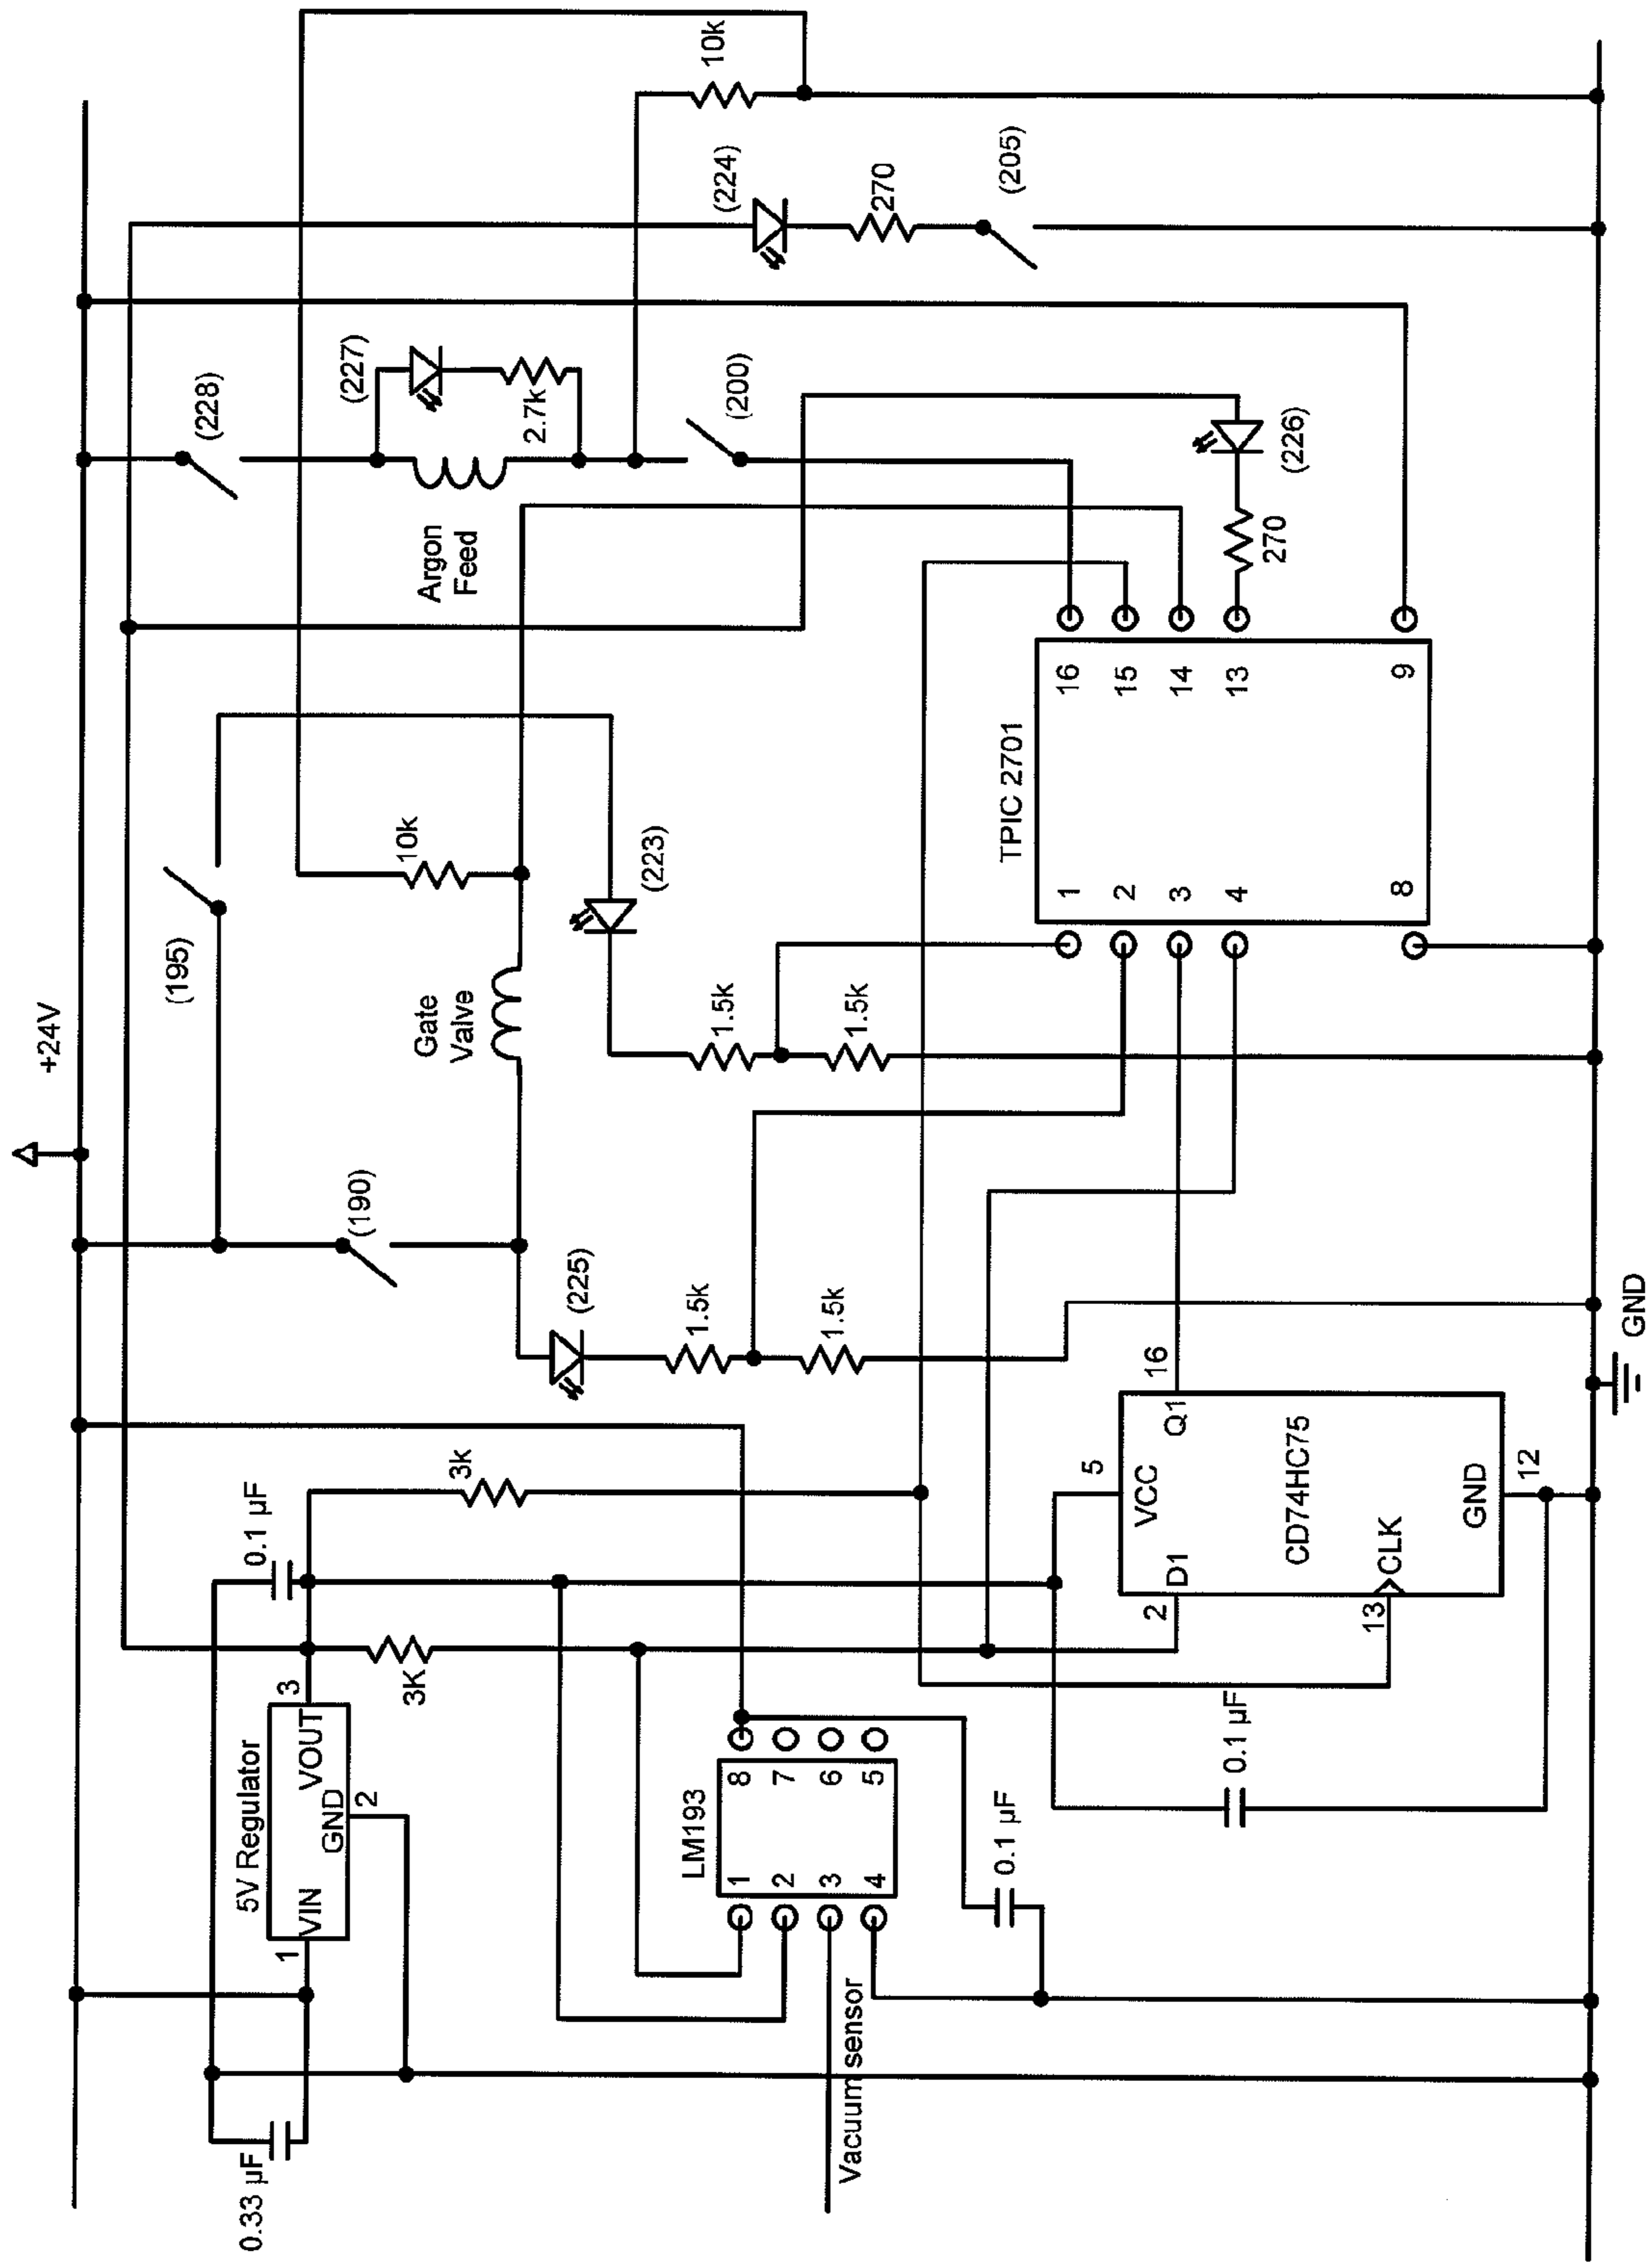 +24V
0.33 µF
5V Regulator
1
VIN
VOUT
3
GND
2
0.1 µF
3K
3k
(190)
(195)
(225)
1.5k
1.5k
Gate
Valve
10k
(223)
1.5k
1.5k
(228)
(227)
2.7k
Argon
Feed
(200)
(224)
270
(205)
10k
(226)
270
Vacuum sensor
LM193
1
2
3
4
8
7
6
5
0.1 µF
0.1 µF
5
VCC
2
D1
Q1
16
CD74HC75
13
CLK
GND
12
TPIC 2701
1
2
3
4
8
16
15
14
13
9
GND